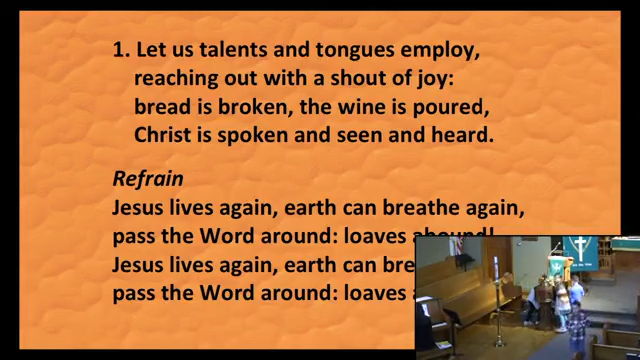 1. Let us talents and tongues employ,
reaching out with a shout of joy:
bread is broken, the wine is poured,
Christ is spoken and seen and heard.
Refrain
Jesus lives again, earth can breathe again,
pass the Word around: loaves abound!
Jesus lives again, earth can brea
pass the Word around: loaves a